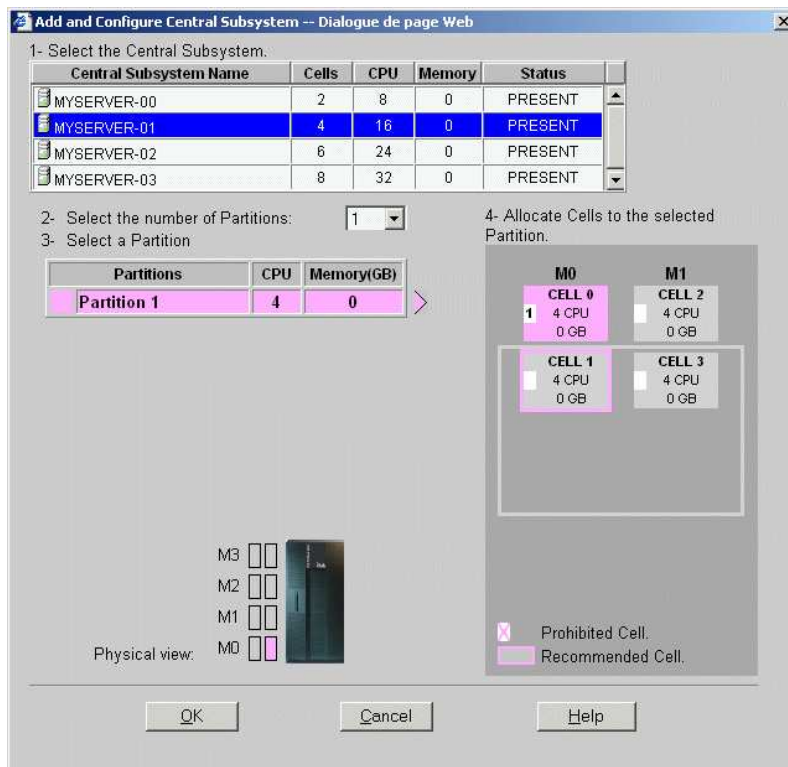 Add and Configure Central Subsystem -- Dialogue de page Web
1- Select the Central Subsystem.
Central Subsystem Name Cells CPU Memory Status
MYSERVER-00 2 8 0 PRESENT
MYSERVER-01 4 16 0 PRESENT
MYSERVER-02 6 24 0 PRESENT
MYSERVER-03 8 32 0 PRESENT
2- Select the number of Partitions: 1
3- Select a Partition
Partitions CPU Memory(GB)
Partition 1 4 0
4- Allocate Cells to the selected
Partition.
M0 M1
CELL 0 CELL 2
1 4 CPU 4 CPU
0 GB 0 GB
CELL 1 CELL 3
4 CPU 4 CPU
0 GB 0 GB
M3
M2
M1
Physical view: M0
X Prohibited Cell.
Recommended Cell.
OK Cancel Help